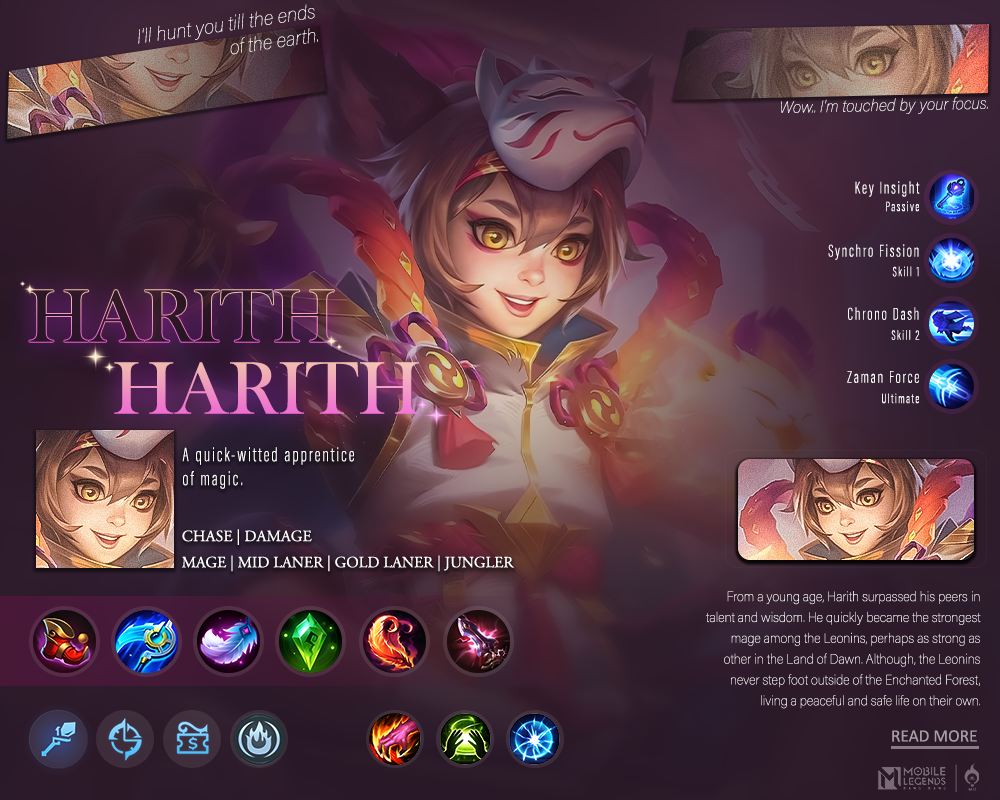 I'll hunt you till the ends
of the earth.
Wow.. I'm touched by your focus.
Key Insight
Passive
Synchro Fission
Skill 1
Chrono Dash
Skill 2
Zaman Force
Ultimate
HARITH
HARITH
A quick-witted apprentice
of magic.
CHASE | DAMAGE
MAGE | MID LANER | GOLD LANER | JUNGLER
From a young age, Harith surpassed his peers in
talent and wisdom. He quickly became the strongest
mage among the Leonins, perhaps as strong as
other in the Land of Dawn. Although, the Leonins
never step foot outside of the Enchanted Forest,
living a peaceful and safe life on their own.
READ MORE
MOBILE
LEGENDS
BANG BANG